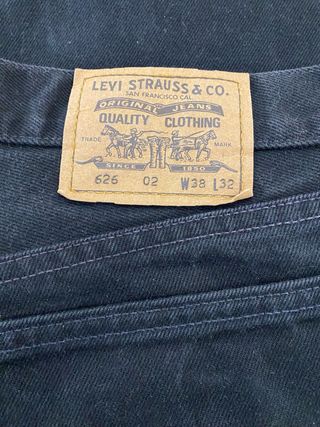 LEVI STRAUSS & CO.
SAN FRANCISCO CAL.
ORIGINAL JEANS
QUALITY CLOTHING
TRADE MARK
SINCE 1850
626 02 W38 L32